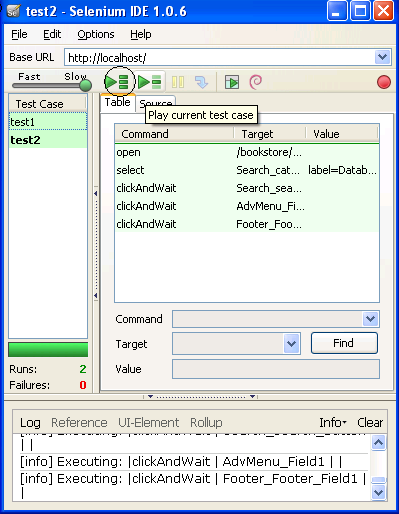 test2 - Selenium IDE 1.0.6
File Edit Options Help
Base URL http://localhost/
Fast Slow
Test Case
test1
test2
Runs: 2
Failures: 0
Table Source
Play current test case
Command Target Value
open /bookstore/...
select Search_cat... label=Datab...
clickAndWait Search_sea...
clickAndWait AdvMenu_Fi...
clickAndWait Footer_Foo...
Command
Target Find
Value
Log Reference UI-Element Rollup Info Clear
| |
[info] Executing: |clickAndWait | AdvMenu_Field1 | |
[info] Executing: |clickAndWait | Footer_Footer_Field1 |
|